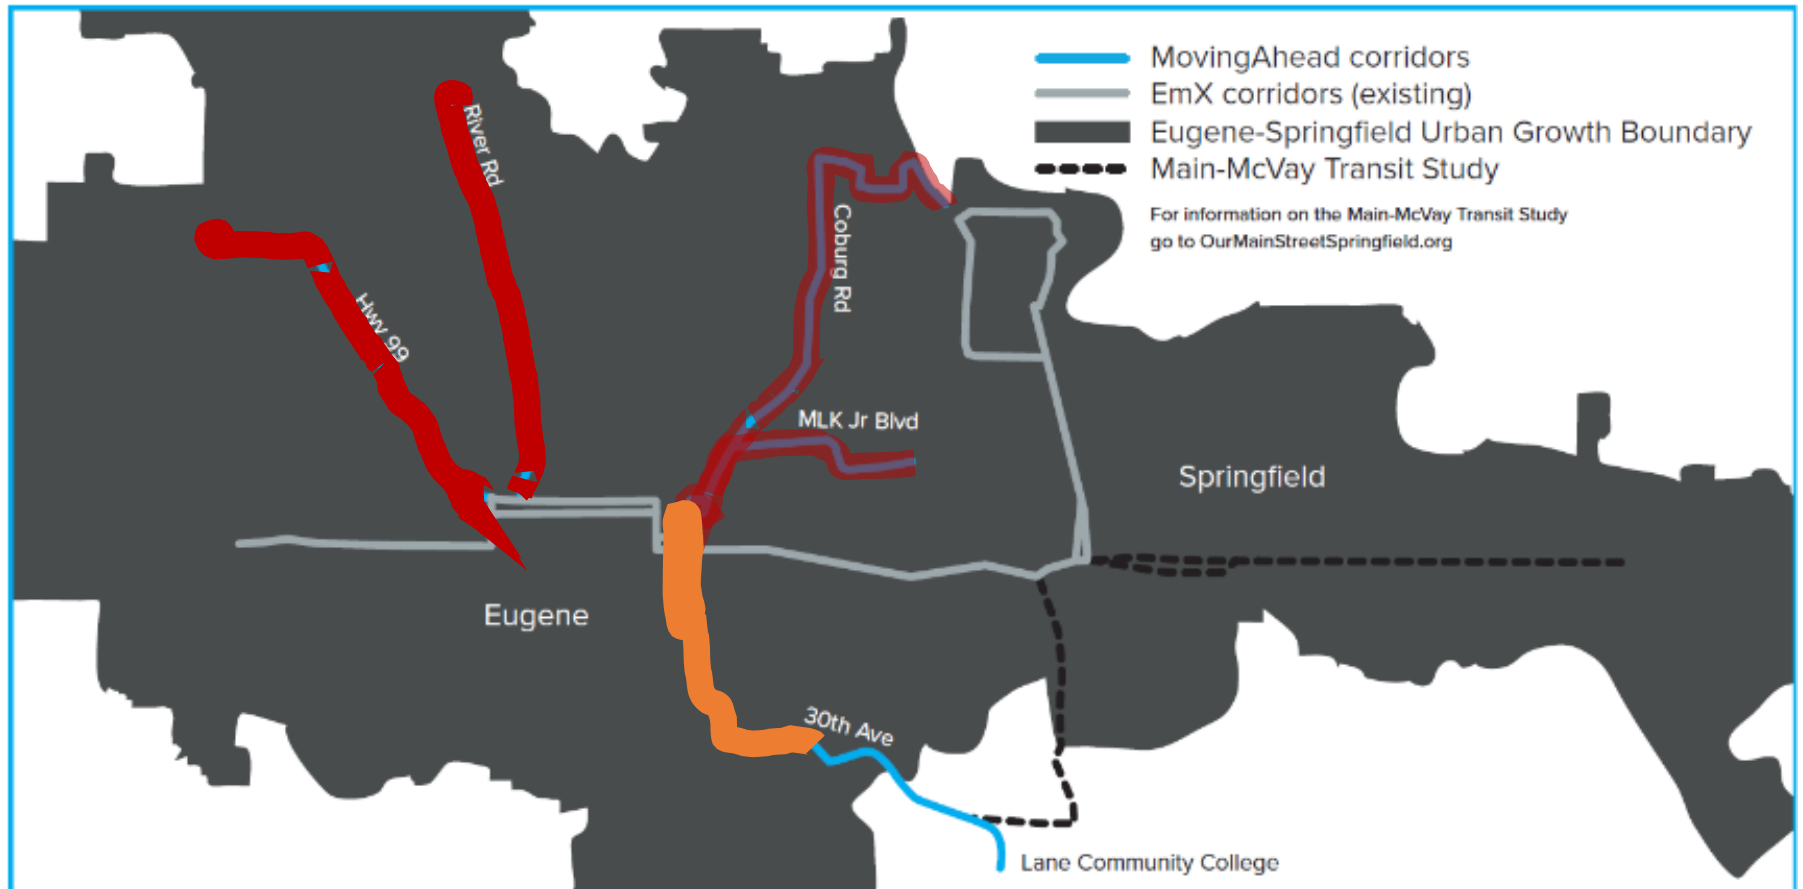 MovingAhead corridors
EmX corridors (existing)
Eugene-Springfield Urban Growth Boundary
Main-McVay Transit Study
For information on the Main-McVay Transit Study
go to OurMainStreetSpringfield.org
River Rd
Hwy 99
Coburg Rd
MLK Jr Blvd
Springfield
Eugene
30th Ave
Lane Community College